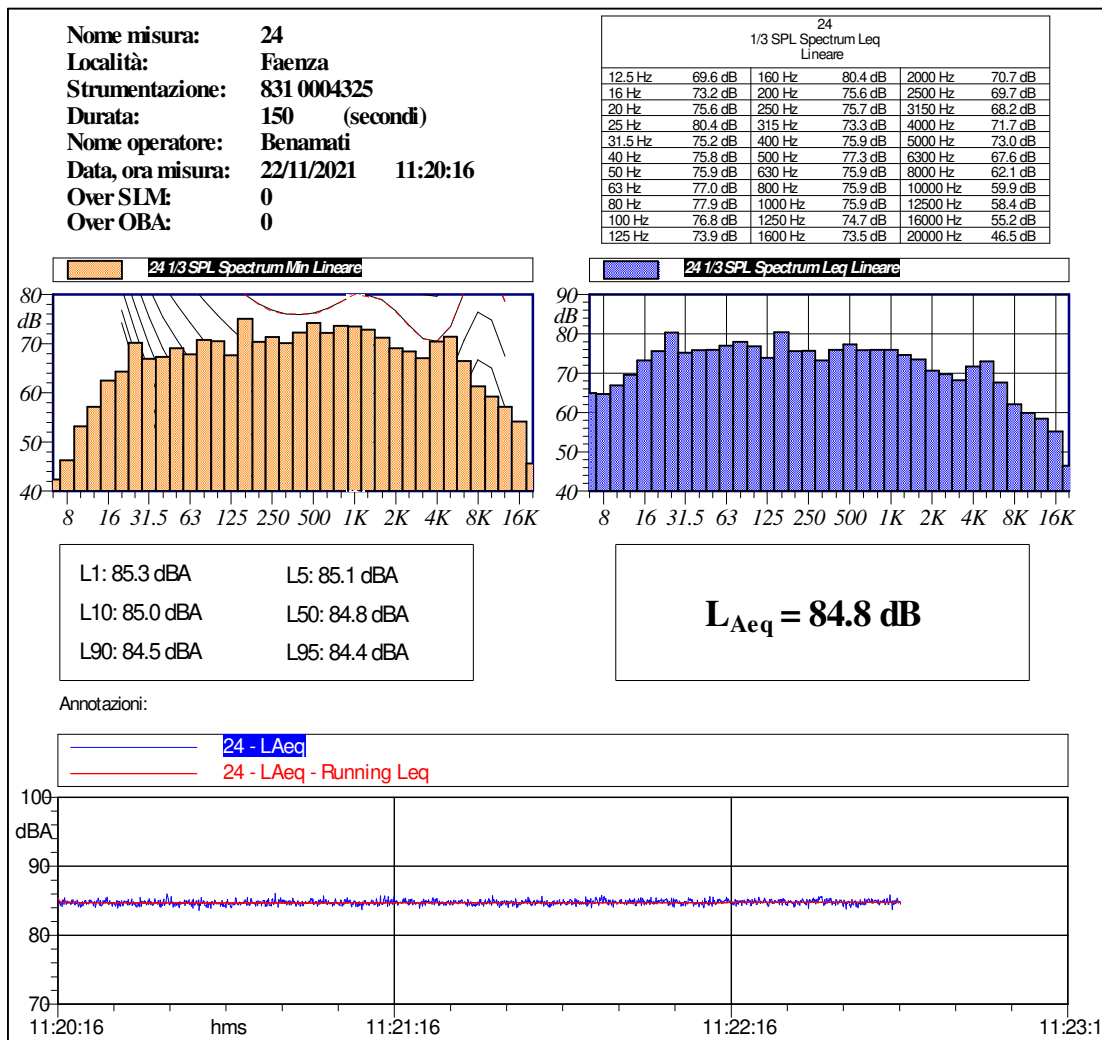 Nome misura: 24
Località: Faenza
Strumentazione: 831 0004325
Durata: 150 (secondi)
Nome operatore: Benamati
Data, ora misura: 22/11/2021 11:20:16
Over SLM: 0
Over OBA: 0
24
1/3 SPL Spectrum Leq
Lineare
12.5 Hz 69.6 dB 160 Hz 80.4 dB 2000 Hz 70.7 dB
16 Hz 73.2 dB 200 Hz 75.6 dB 2500 Hz 69.7 dB
20 Hz 75.6 dB 250 Hz 75.7 dB 3150 Hz 68.2 dB
25 Hz 80.4 dB 315 Hz 73.3 dB 4000 Hz 71.7 dB
31.5 Hz 75.2 dB 400 Hz 75.9 dB 5000 Hz 73.0 dB
40 Hz 75.8 dB 500 Hz 77.3 dB 6300 Hz 67.6 dB
50 Hz 75.9 dB 630 Hz 75.9 dB 8000 Hz 62.1 dB
63 Hz 77.0 dB 800 Hz 75.9 dB 10000 Hz 59.9 dB
80 Hz 77.9 dB 1000 Hz 75.9 dB 12500 Hz 58.4 dB
100 Hz 76.8 dB 1250 Hz 74.7 dB 16000 Hz 55.2 dB
125 Hz 73.9 dB 1600 Hz 73.5 dB 20000 Hz 46.5 dB
24 1/3 SPL Spectrum Min Lineare
80
dB
70
60
50
40
8 16 31.5 63 125 250 500 1K 2K 4K 8K 16K
24 1/3 SPL Spectrum Leq Lineare
90
dB
80
70
60
50
40
8 16 31.5 63 125 250 500 1K 2K 4K 8K 16K
L1: 85.3 dBA L5: 85.1 dBA
L10: 85.0 dBA L50: 84.8 dBA
L90: 84.5 dBA L95: 84.4 dBA
LAeq = 84.8 dB
Annotazioni:
24 - LAeq
24 - LAeq - Running Leq
100
dBA
90
80
70
11:20:16 hms 11:21:16 11:22:16 11:23:1